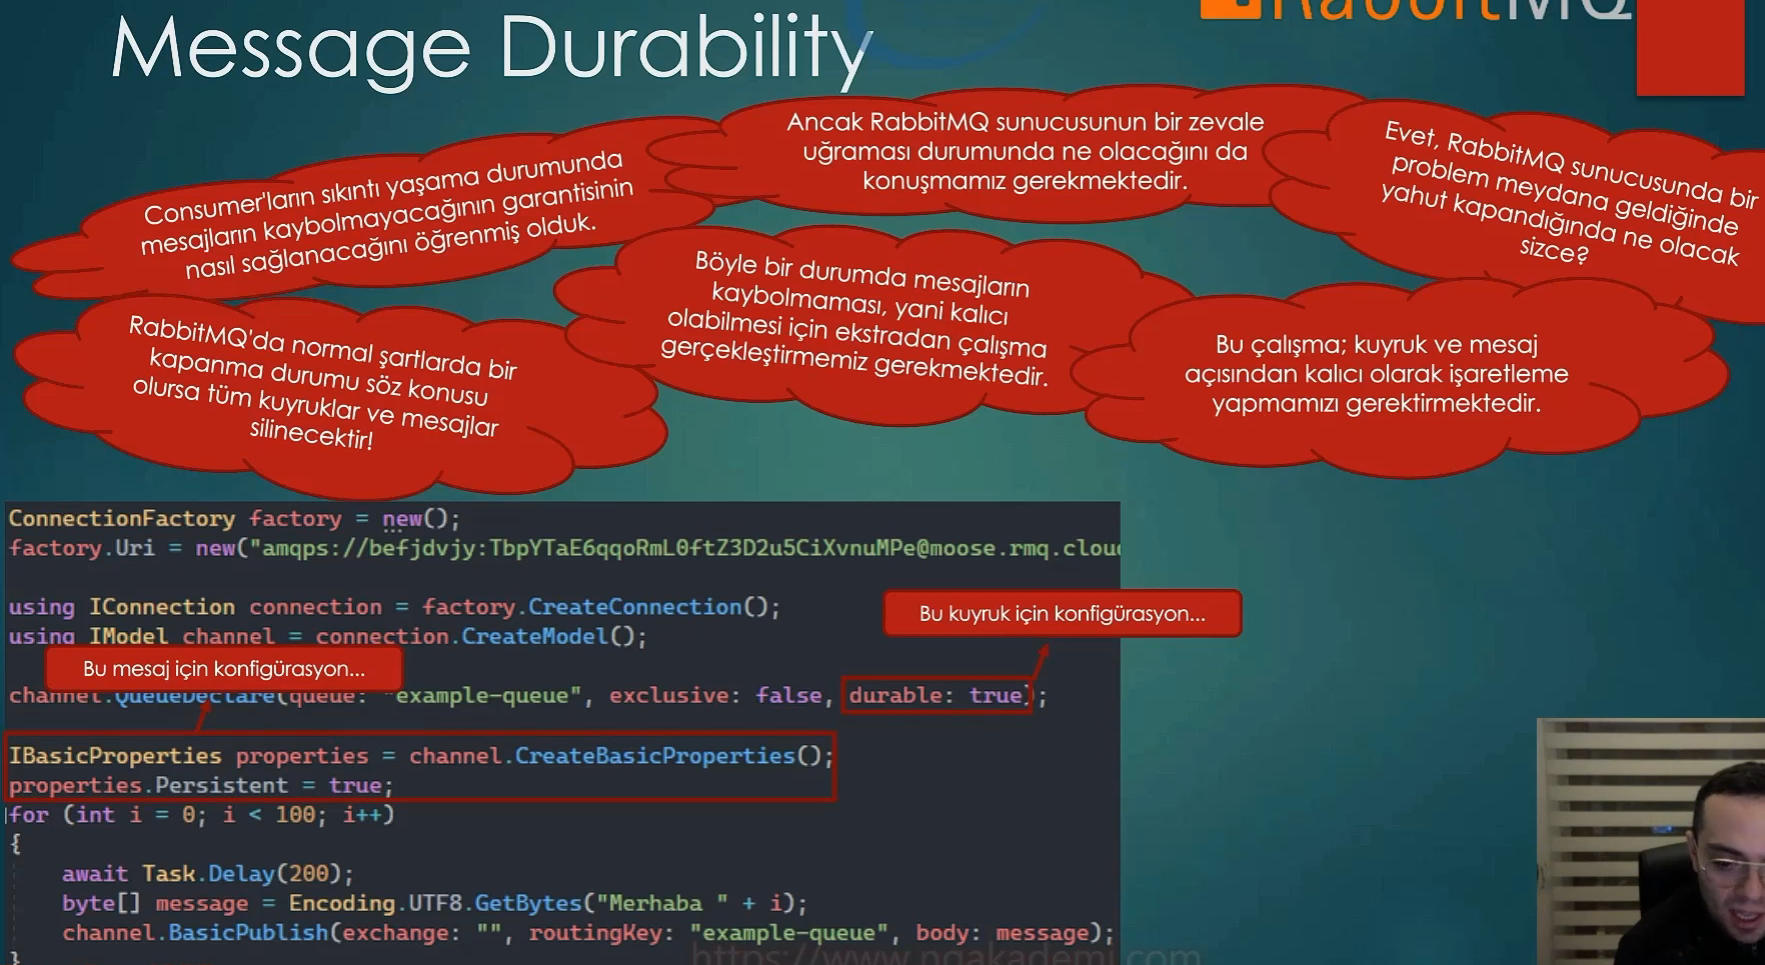 Message Durability
Consumer'ların sıkıntı yaşama durumunda
mesajların kaybolmayacağının garantisinin
nasıl sağlanacağını öğrenmiş olduk.
Ancak RabbitMQ sunucusunun bir zevale
uğraması durumunda ne olacağını da
konuşmamız gerekmektedir.
Evet, RabbitMQ sunucusunda bir
problem meydana geldiğinde
yahut kapandığında ne olacak
sizce?
RabbitMQ'da normal şartlarda bir
kapanma durumu söz konusu
olursa tüm kuyruklar ve mesajlar
silinecektir!
Böyle bir durumda mesajların
kaybolmaması, yani kalıcı
olabilmesi için ekstradan çalışma
gerçekleştirmemiz gerekmektedir.
Bu çalışma; kuyruk ve mesaj
açısından kalıcı olarak işaretleme
yapmamızı gerektirmektedir.
ConnectionFactory factory = new();
factory.Uri = new("amqps://befjdvjy:TbpYTaE6qqoRmL0ftZ3D2u5CiXvnuMPe@moose.rmq.clou
using IConnection connection = factory.CreateConnection();
using IModel channel = connection.CreateModel();
Bu kuyruk için konfigürasyon...
Bu mesaj için konfigürasyon...
channel.QueueDeclare(queue: "example-queue", exclusive: false, durable: true);
IBasicProperties properties = channel.CreateBasicProperties();
properties.Persistent = true;
for (int i = 0; i < 100; i++)
{
await Task.Delay(200);
byte[] message = Encoding.UTF8.GetBytes("Merhaba " + i);
channel.BasicPublish(exchange: "", routingKey: "example-queue", body: message);
}
https://www.ngakademi.com